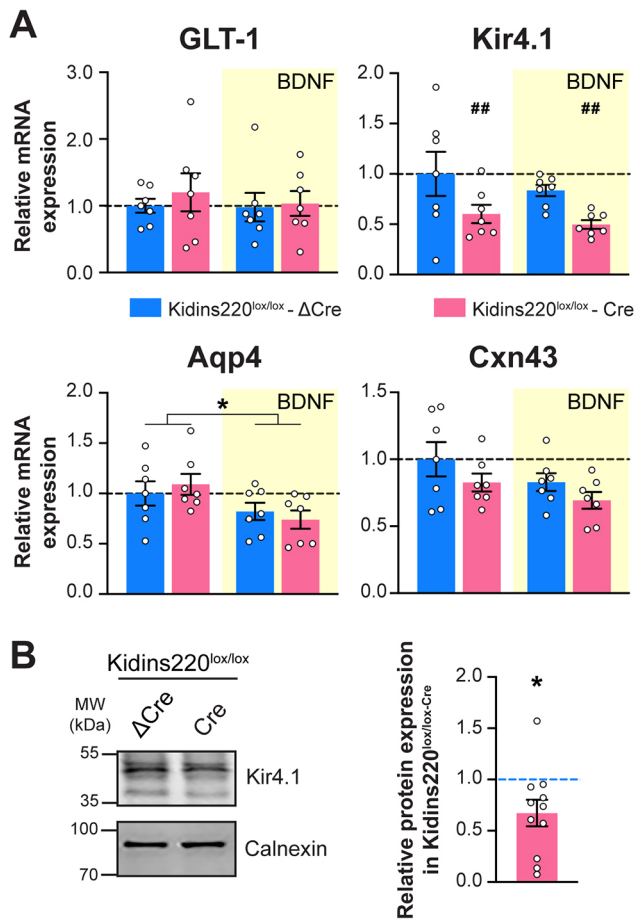 A
GLT-1
Kir4.1
Relative mRNA
expression
3.0
2.0
1.0
0.0
BDNF
2.0
1.5
1.0
0.5
0.0
BDNF
##
##
Kidins220lox/lox - ΔCre
Kidins220lox/lox - Cre
Aqp4
Cxn43
Relative mRNA
expression
2.0
1.5
1.0
0.5
0.0
*
BDNF
1.5
1.0
0.5
0.0
BDNF
B
Kidins220lox/lox
MW
(kDa)
ΔCre
Cre
55
35
Kir4.1
100
70
Calnexin
Relative protein expression
in Kidins220lox/lox-Cre
2.0
1.5
1.0
0.5
0.0
*